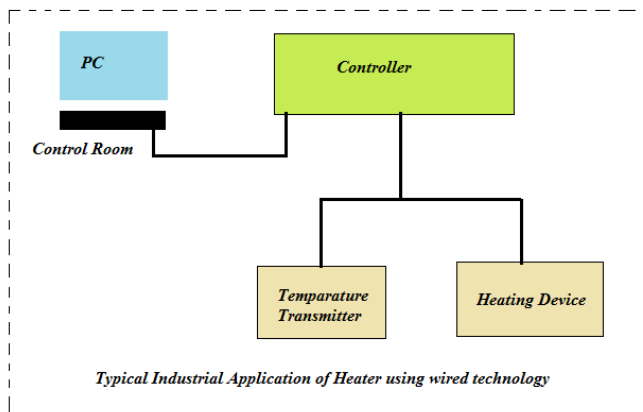 PC
Controller
Control Room
Temparature
Transmitter
Heating Device
Typical Industrial Application of Heater using wired technology